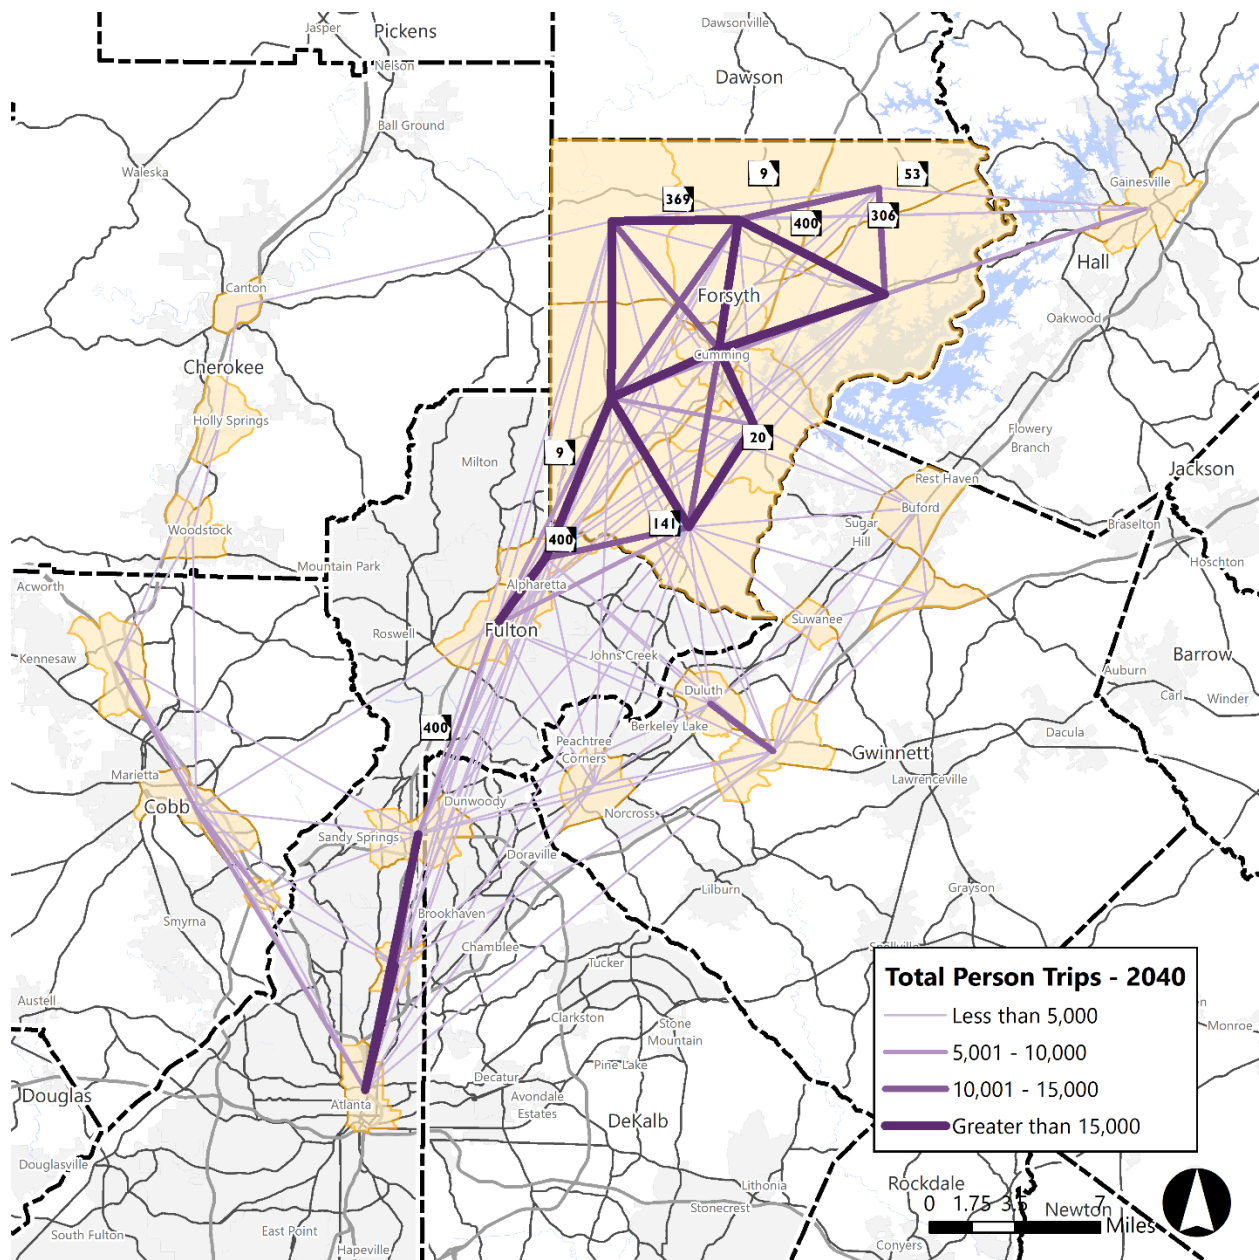 Jasper
Pickens
Dawsonville
Nelson
Dawson
Ball Ground
Waleska
9
53
Gainesville
369
400
306
Hall
Canton
Forsyth
Oakwood
Cumming
Cherokee
Holly Springs
Flowery
Branch
9
20
Milton
Jackson
Rest Haven
Buford
Woodstock
141
Sugar
Hill
Braselton
400
Hoschton
Mountain Park
Acworth
Alpharetta
Suwanee
Roswell
Fulton
Kennesaw
Johns Creek
Barrow
Auburn
Duluth
Carl
Winder
400
Berkeley Lake
Peachtree
Corners
Dacula
Gwinnett
Marietta
Lawrenceville
Cobb
Dunwoody
Norcross
Sandy Springs
Doraville
Lilburn
Grayson
Smyrna
Brookhaven
Chamblee
Tucker
Total Person Trips - 2040
Less than 5,000
5,001 - 10,000
10,001 - 15,000
Greater than 15,000
Austell
Clarkston
Stone
Mountain
Monroe
Pine Lake
Decatur
Avondale
Estates
Douglas
Atlanta
DeKalb
Douglasville
Lithonia
Rockdale
Stonecrest
Newton
0 1.75 3.5 7
Miles
South Fulton
East Point
Hapeville
Conyers